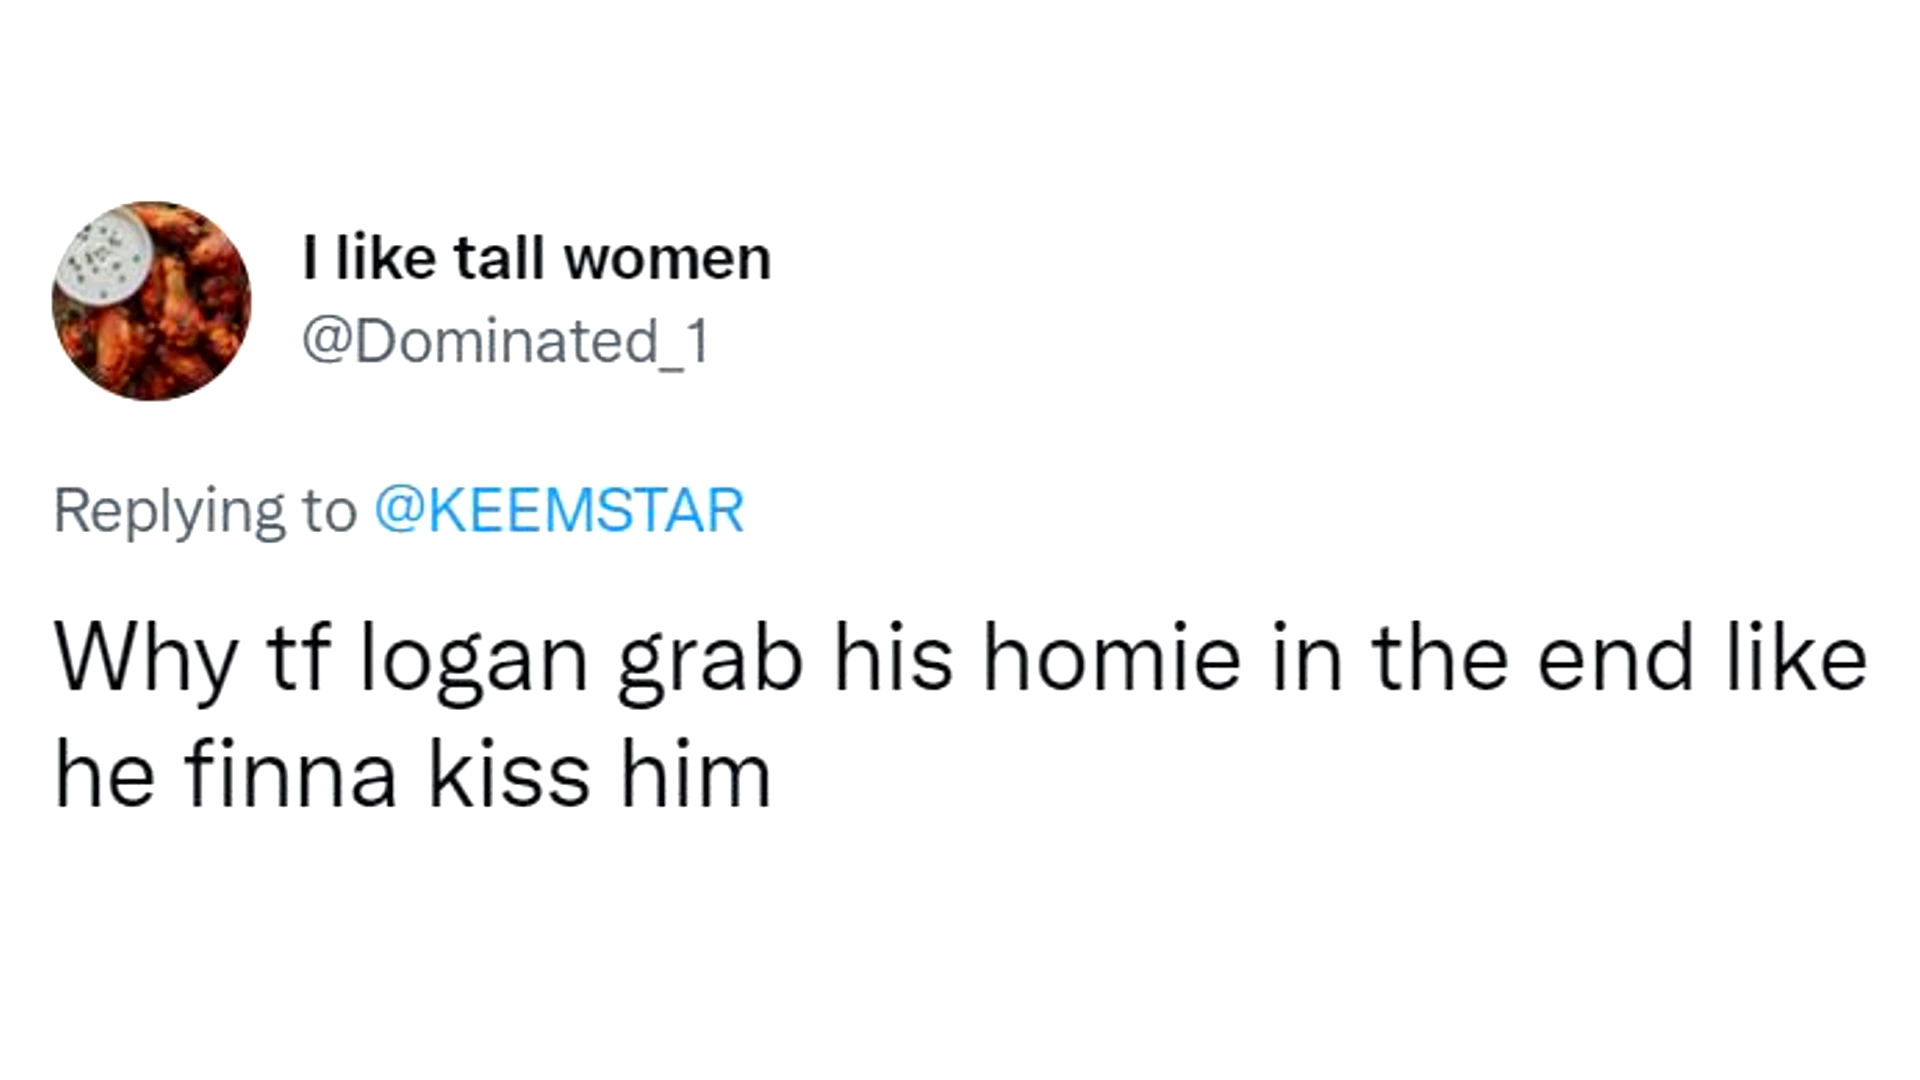 I like tall women
@Dominated_1
Replying to @KEEMSTAR
Why tf logan grab his homie in the end like
he finna kiss him